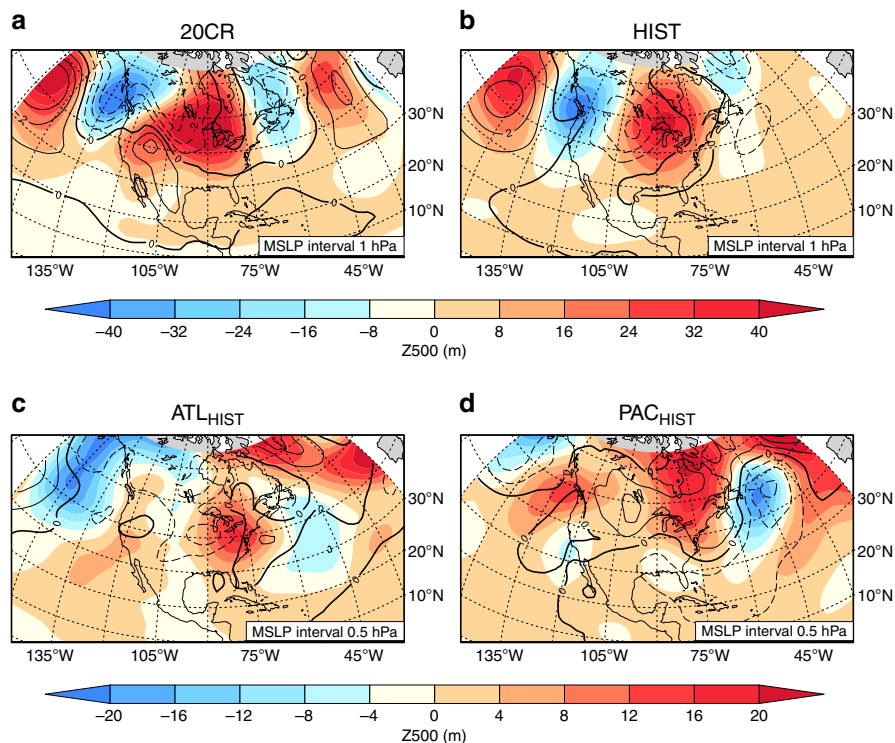 a 20CR
b HIST
30°N
20°N
10°N
MSLP interval 1 hPa
135°W 105°W 75°W 45°W
30°N
20°N
10°N
MSLP interval 1 hPa
135°W 105°W 75°W 45°W
−40 −32 −24 −16 −8 0 8 16 24 32 40
Z500 (m)
c ATL_HIST
d PAC_HIST
30°N
20°N
10°N
MSLP interval 0.5 hPa
135°W 105°W 75°W 45°W
30°N
20°N
10°N
MSLP interval 0.5 hPa
135°W 105°W 75°W 45°W
−20 −16 −12 −8 −4 0 4 8 12 16 20
Z500 (m)